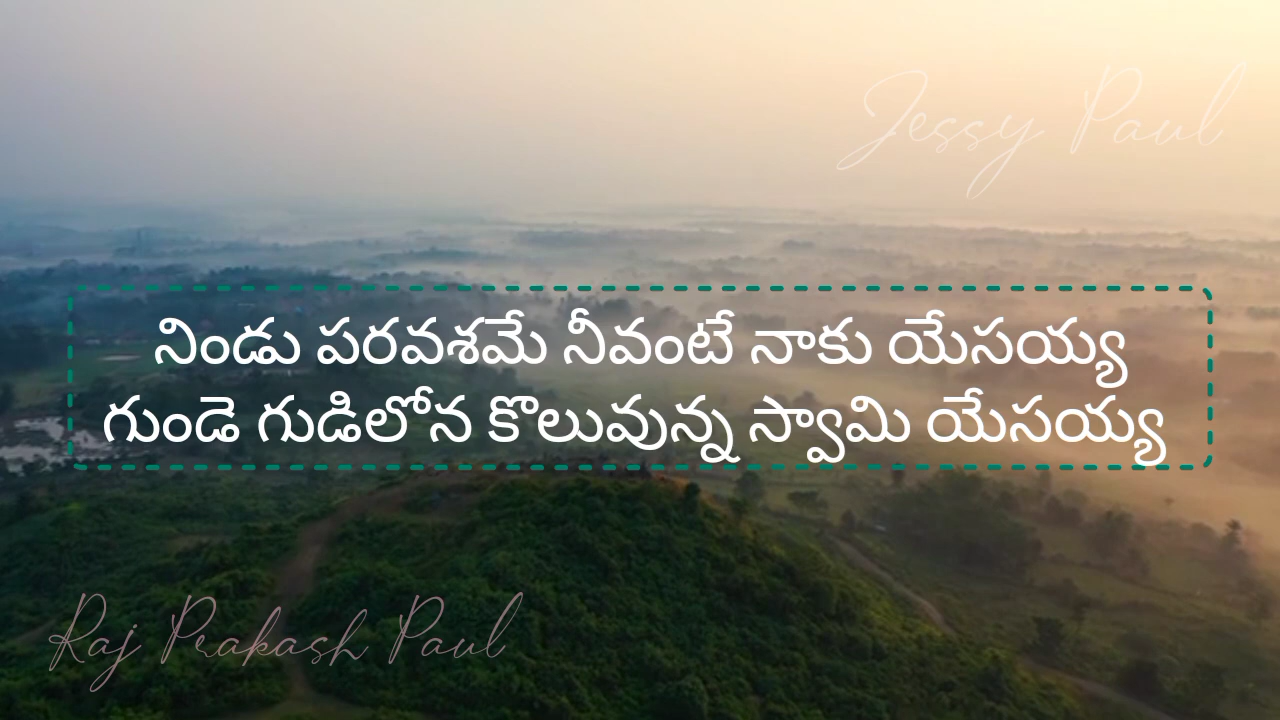 Jessy Paul
నిండు పరవశమే నీవంటే నాకు యేసయ్య
గుండె గుడిలోన కొలువున్న స్వామి యేసయ్య
Raj Prakash Paul